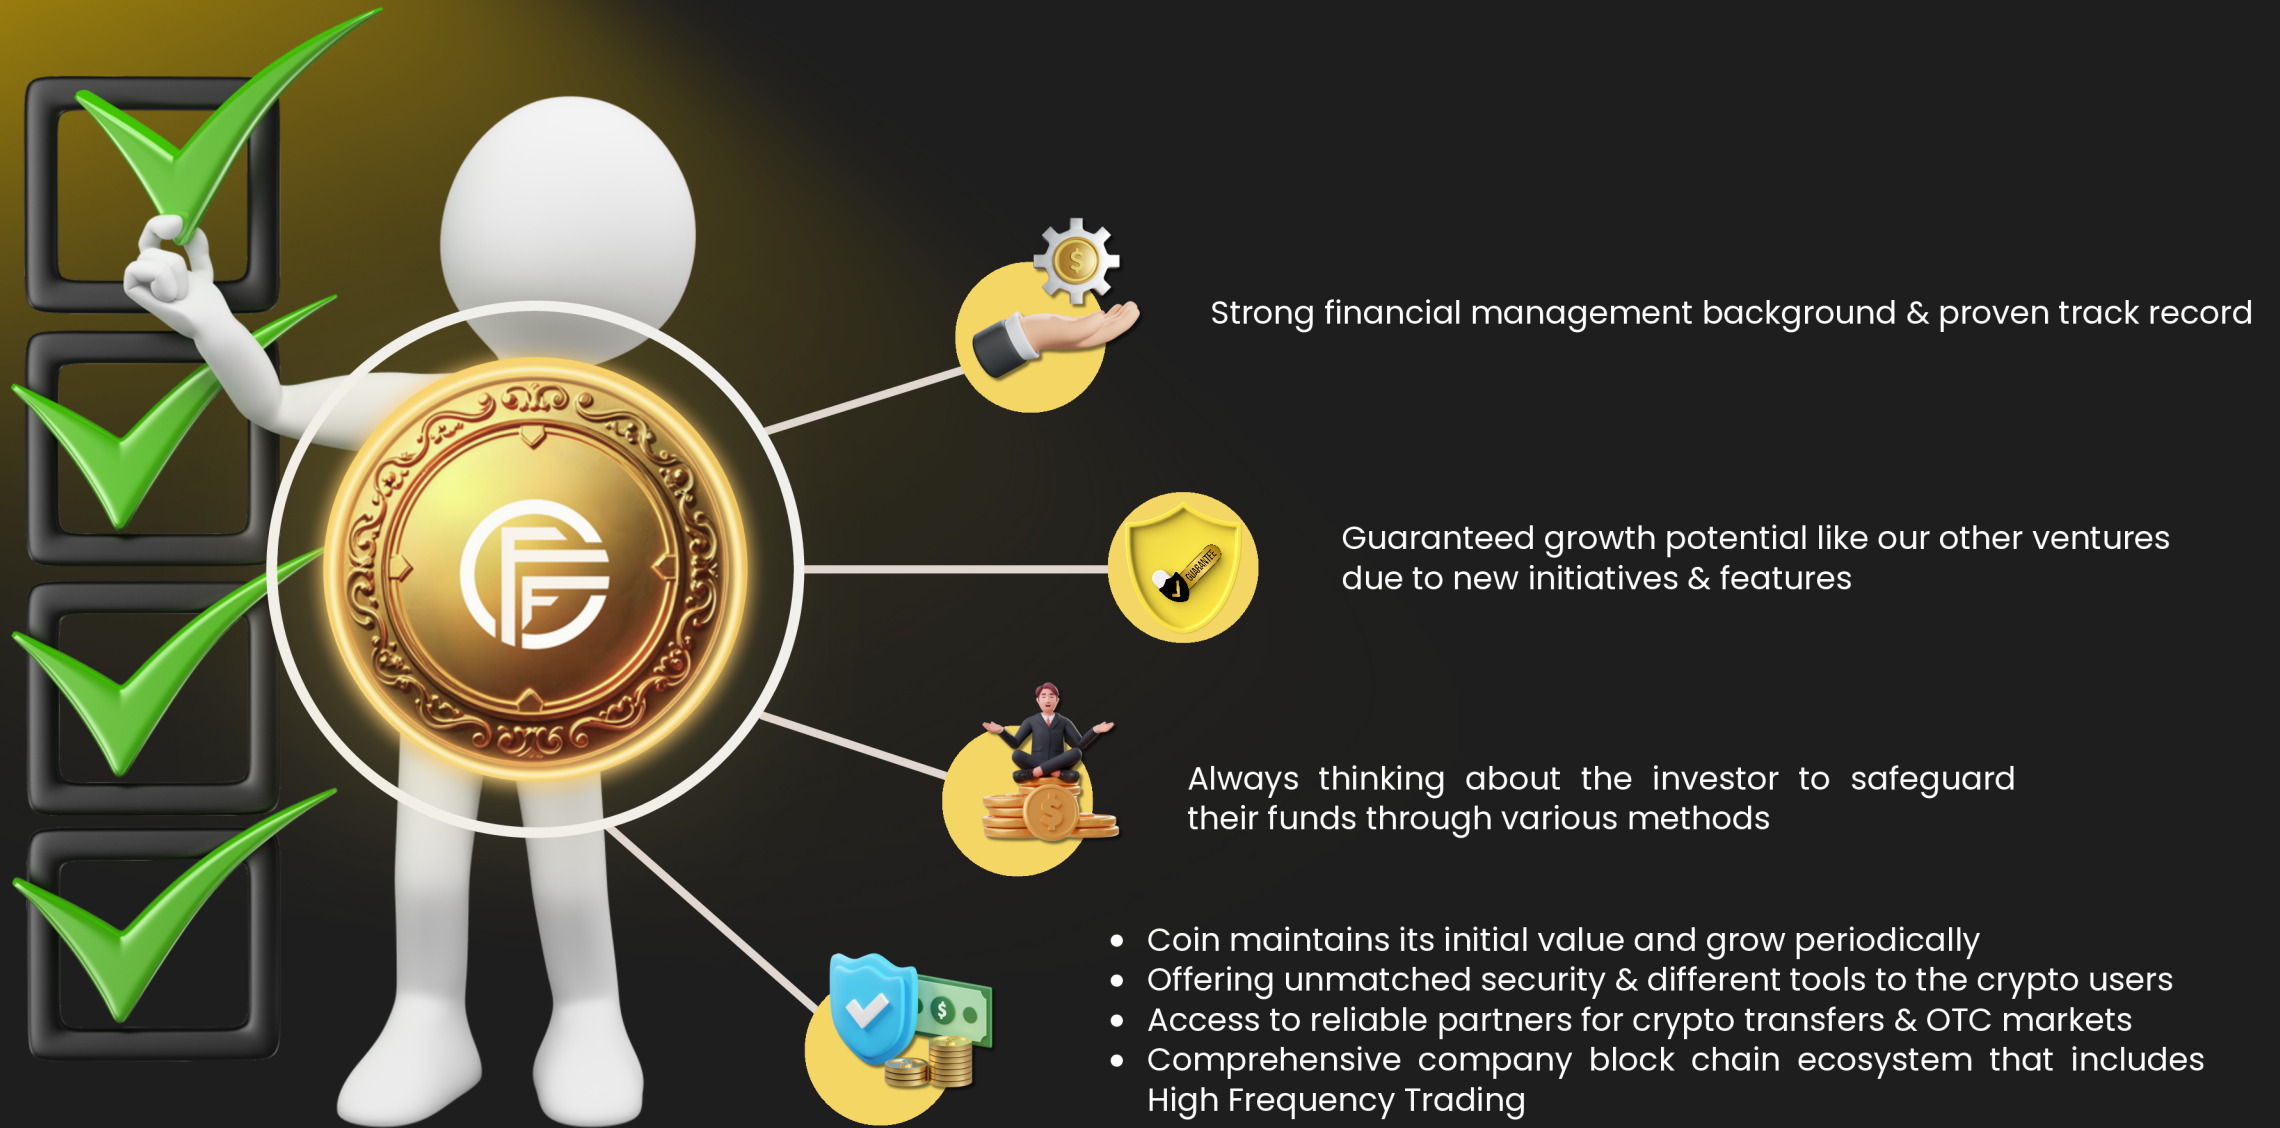 Strong financial management background & proven track record
GUARANTEE
Guaranteed growth potential like our other ventures
due to new initiatives & features
Always thinking about the investor to safeguard
their funds through various methods
• Coin maintains its initial value and grow periodically
• Offering unmatched security & different tools to the crypto users
• Access to reliable partners for crypto transfers & OTC markets
• Comprehensive company block chain ecosystem that includes
High Frequency Trading